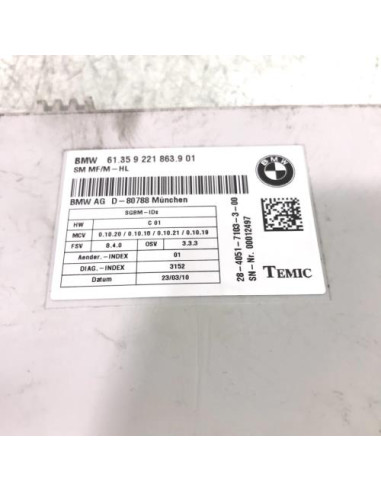 BMW 61.35 9 221 863.9 01
SM MF/M-HL
BMW
BMW AG D-80788 München
SGBM-IDs
HW C 01
MCV 0.10.20 / 0.10.16 / 0.10.21 / 0.10.19
FSV 8.4.0 OSV 3.3.3
Aender.-INDEX 01
DIAG.-INDEX 3152
Datum 23/03/10
28-4051-7103-3-00
SN-Nr. 00012497
TEMIC